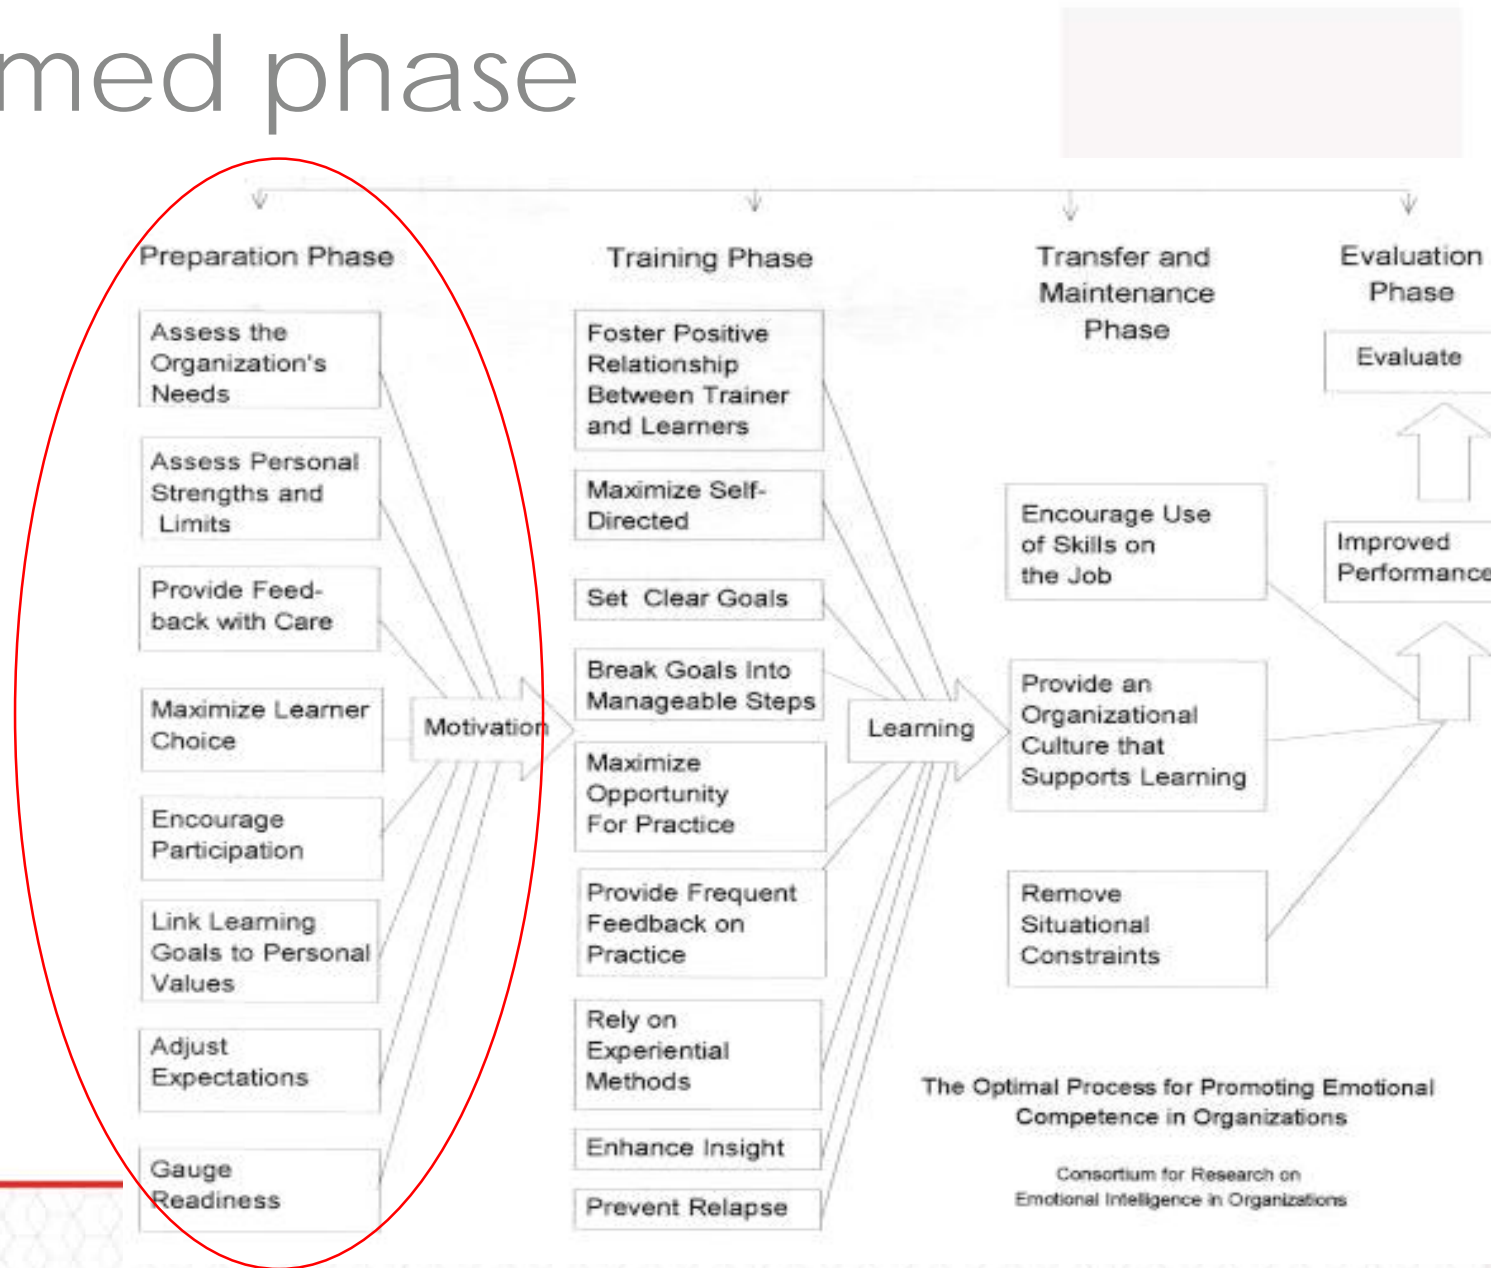 med phase
Preparation Phase
Assess the
Organization's
Needs
Assess Personal
Strengths and
Limits
Provide Feed-
back with Care
Maximize Learner
Choice
Encourage
Participation
Link Learning
Goals to Personal
Values
Adjust
Expectations
Gauge
Readiness
Motivation
Training Phase
Foster Positive
Relationship
Between Trainer
and Learners
Maximize Self-
Directed
Set Clear Goals
Break Goals Into
Manageable Steps
Maximize
Opportunity
For Practice
Provide Frequent
Feedback on
Practice
Rely on
Experiential
Methods
Enhance Insight
Prevent Relapse
Learning
Transfer and
Maintenance
Phase
Encourage Use
of Skills on
the Job
Provide an
Organizational
Culture that
Supports Learning
Remove
Situational
Constraints
Evaluation
Phase
Evaluate
Improved
Performance
The Optimal Process for Promoting Emotional
Competence in Organizations
Consortium for Research on
Emotional Intelligence in Organizations